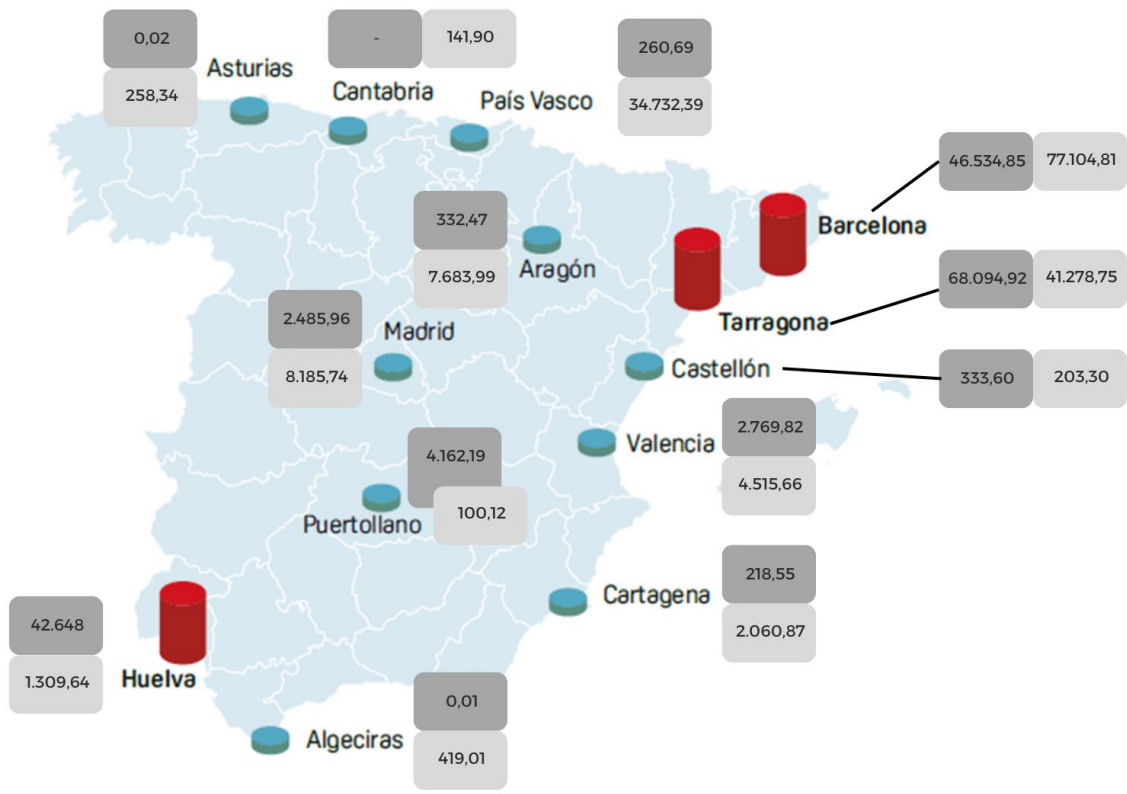 0,02
258,34
Asturias
-
141,90
Cantabria
260,69
34.732,39
País Vasco
46.534,85
77.104,81
Barcelona
332,47
7.683,99
Aragón
68.094,92
41.278,75
Tarragona
2.485,96
8.185,74
Madrid
Castellón
333,60
203,30
Valencia
2.769,82
4.515,66
4.162,19
100,12
Puertollano
Cartagena
218,55
2.060,87
42.648
1.309,64
Huelva
Algeciras
0,01
419,01